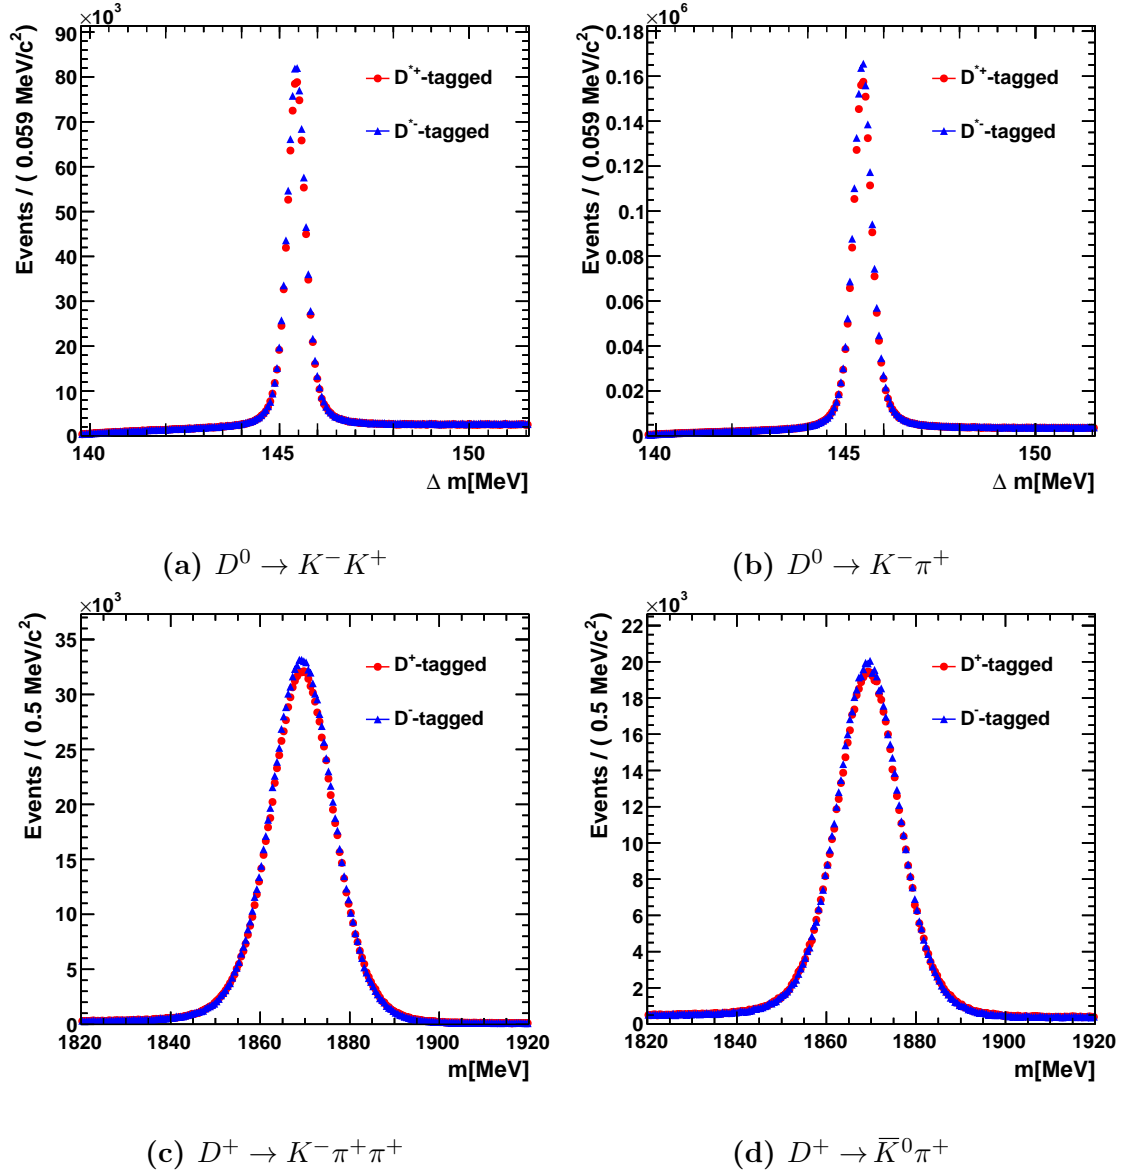 ×10³
Events / ( 0.059 MeV/c²)
90
80
70
60
50
40
30
20
10
0
140 145 150
Δ m[MeV]
D*⁺-tagged
D*⁻-tagged
(a) D⁰ → K⁻K⁺
×10⁶
Events / ( 0.059 MeV/c²)
0.18
0.16
0.14
0.12
0.1
0.08
0.06
0.04
0.02
0
140 145 150
Δ m[MeV]
D*⁺-tagged
D*⁻-tagged
(b) D⁰ → K⁻π⁺
×10³
Events / ( 0.5 MeV/c²)
35
30
25
20
15
10
5
0
1820 1840 1860 1880 1900 1920
m[MeV]
D⁺-tagged
D⁻-tagged
(c) D⁺ → K⁻π⁺π⁺
×10³
Events / ( 0.5 MeV/c²)
22
20
18
16
14
12
10
8
6
4
2
0
1820 1840 1860 1880 1900 1920
m[MeV]
D⁺-tagged
D⁻-tagged
(d) D⁺ → K̅⁰π⁺